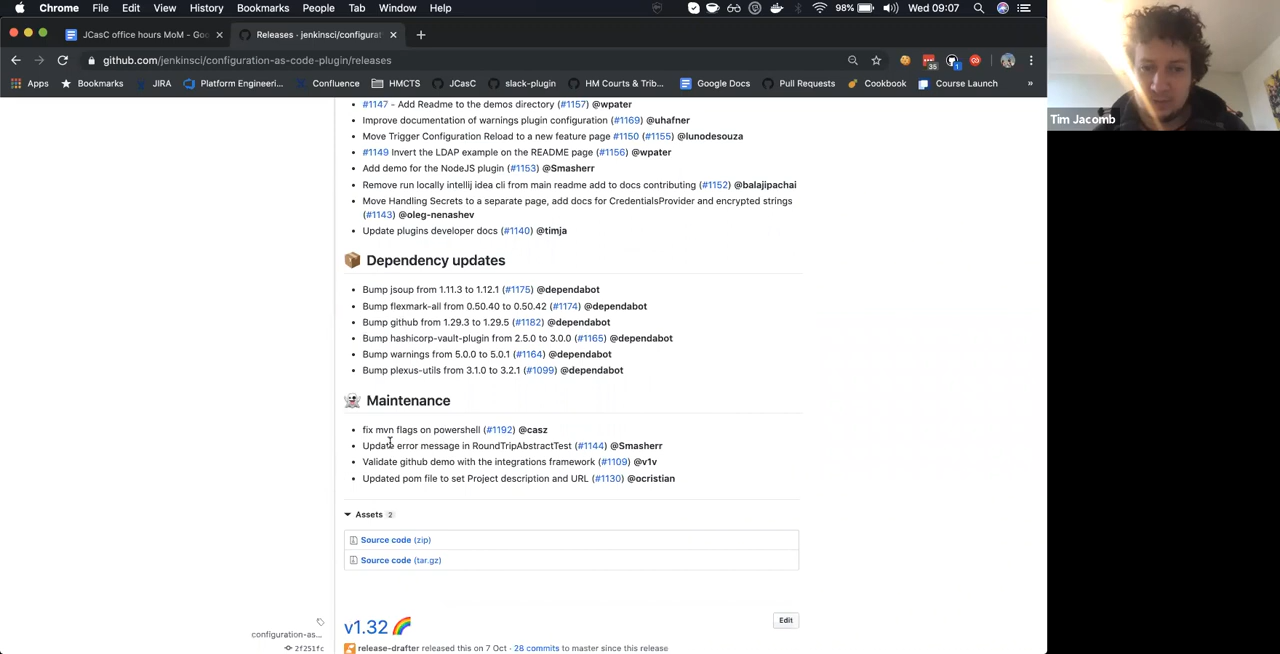 Chrome File Edit View History Bookmarks People Tab Window Help 98% Wed 09:07
JCasC office hours MoM - Goo × Releases · jenkinsci/configurat × +
github.com/jenkinsci/configuration-as-code-plugin/releases 35 1
Apps Bookmarks JIRA Platform Engineeri... Confluence HMCTS JCasC slack-plugin HM Courts & Trib... Google Docs Pull Requests Cookbook Course Launch »
Tim Jacomb
#1147 - Add Readme to the demos directory (#1157) @wpater
Improve documentation of warnings plugin configuration (#1169) @uhafner
Move Trigger Configuration Reload to a new feature page #1150 (#1155) @lunodesouza
#1149 Invert the LDAP example on the README page (#1156) @wpater
Add demo for the NodeJS plugin (#1153) @Smasherr
Remove run locally intellij idea cli from main readme add to docs contributing (#1152) @balajipachai
Move Handling Secrets to a separate page, add docs for CredentialsProvider and encrypted strings
(#1143) @oleg-nenashev
Update plugins developer docs (#1140) @timja
Dependency updates
Bump jsoup from 1.11.3 to 1.12.1 (#1175) @dependabot
Bump flexmark-all from 0.50.40 to 0.50.42 (#1174) @dependabot
Bump github from 1.29.3 to 1.29.5 (#1182) @dependabot
Bump hashicorp-vault-plugin from 2.5.0 to 3.0.0 (#1165) @dependabot
Bump warnings from 5.0.0 to 5.0.1 (#1164) @dependabot
Bump plexus-utils from 3.1.0 to 3.2.1 (#1099) @dependabot
Maintenance
fix mvn flags on powershell (#1192) @casz
Update error message in RoundTripAbstractTest (#1144) @Smasherr
Validate github demo with the integrations framework (#1109) @v1v
Updated pom file to set Project description and URL (#1130) @ocristian
Assets 2
Source code (zip)
Source code (tar.gz)
v1.32 Edit
configuration-as...
2f251fc
release-drafter released this on 7 Oct · 28 commits to master since this release